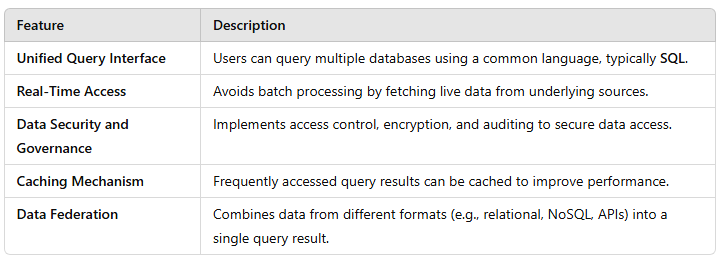 Feature Description
Unified Query Interface Users can query multiple databases using a common language, typically SQL.
Real-Time Access Avoids batch processing by fetching live data from underlying sources.
Data Security and Implements access control, encryption, and auditing to secure data access.
Governance
Caching Mechanism Frequently accessed query results can be cached to improve performance.
Data Federation Combines data from different formats (e.g., relational, NoSQL, APIs) into a
single query result.